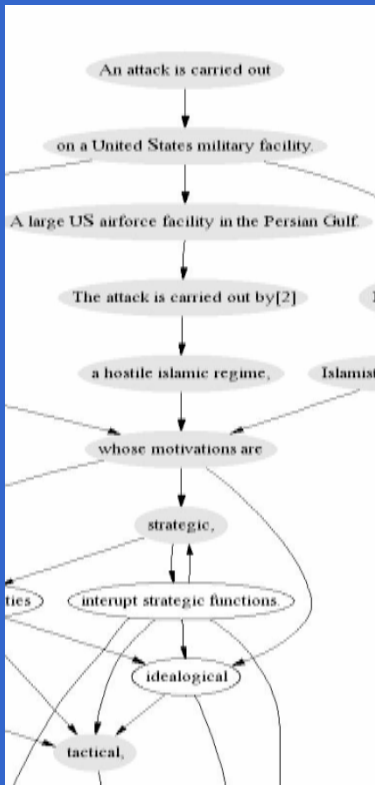 An attack is carried out
on a United States military facility.
A large US airforce facility in the Persian Gulf.
The attack is carried out by[2]
a hostile islamic regime,
Islamist
whose motivations are
strategic,
ties
interupt strategic functions.
idealogical
tactical,